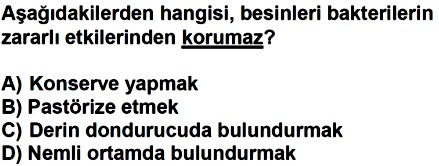 Aşağıdakilerden hangisi, besinleri bakterilerin
zararlı etkilerinden korumaz?
A) Konserve yapmak
B) Pastörize etmek
C) Derin dondurucuda bulundurmak
D) Nemli ortamda bulundurmak